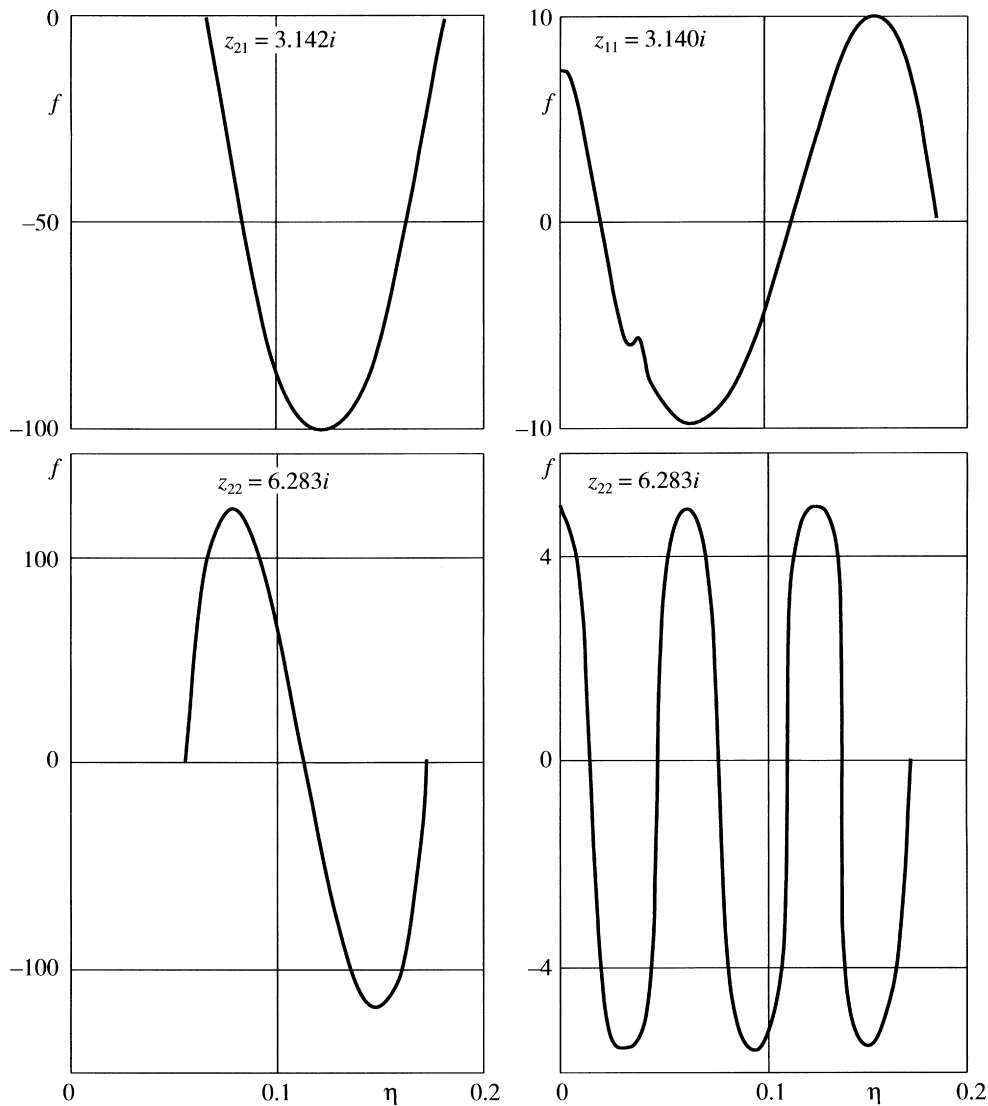 0
z21 = 3.142i
f
–50
–100
10
z11 = 3.140i
f
0
–10
f
z22 = 6.283i
100
0
–100
0
0.1
η
0.2
f
z22 = 6.283i
4
0
–4
0
0.1
η
0.2